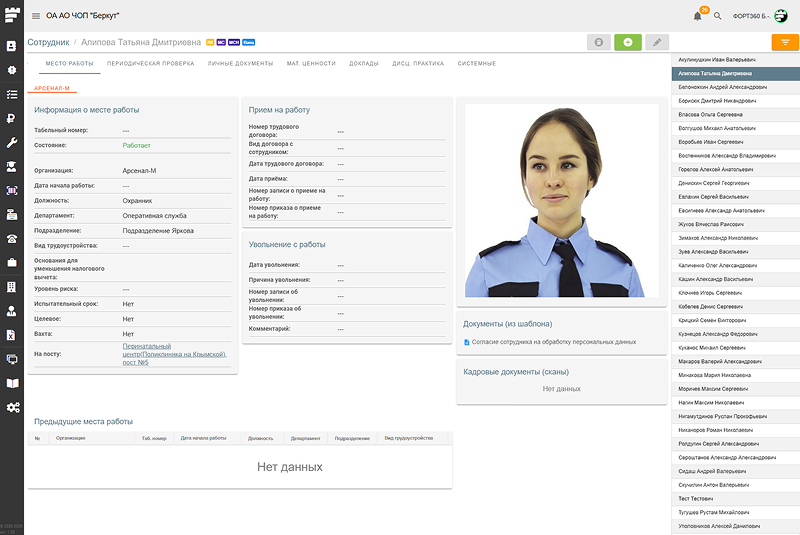 ОА АО ЧОП "Беркут"
26
ФОРТ360 Б.-.
Сотрудник / Алипова Татьяна Дмитриевна
МС МСН
МЕСТО РАБОТЫ
ПЕРИОДИЧЕСКАЯ ПРОВЕРКА
ЛИЧНЫЕ ДОКУМЕНТЫ
МАТ. ЦЕННОСТИ
ДОКЛАДЫ
ДИСЦ. ПРАКТИКА
СИСТЕМНЫЕ
АРСЕНАЛ-М
Информация о месте работы
Табельный номер: ---
Состояние: Работает
Организация: Арсенал-М
Дата начала работы: ---
Должность: Охранник
Департамент: Оперативная служба
Подразделение: Подразделение Яркова
Вид трудоустройства: ---
Основания для
уменьшения налогового
вычета:
Уровень риска: ---
Испытательный срок: Нет
Целевое: Нет
Вахта: Нет
На посту: Перинатальный
центр(Поликлиника на Крымской),
пост №5
Прием на работу
Номер трудового
договора: ---
Вид договора с
сотрудником: ---
Дата трудового договора: ---
Дата приёма: ---
Номер записи о приеме на
работу: ---
Номер приказа о приеме
на работу: ---
Увольнение с работы
Дата увольнения: ---
Причина увольнения: ---
Номер записи об
увольнении: ---
Номер приказа об
увольнении: ---
Комментарий: ---
Документы (из шаблона)
Согласие сотрудника на обработку персональных данных
Кадровые документы (сканы)
Нет данных
Предыдущие места работы
№ Организация Таб. номер Дата начала работы Должность Департамент Подразделение Вид трудоустройства
Нет данных
Акулинушкин Иван Валерьевич
Алипова Татьяна Дмитриевна
Белоножкин Андрей Александрович
Борисюк Дмитрий Никандрович
Власова Ольга Сергеевна
Волгушов Михаил Анатольевич
Воробьев Иван Сергеевич
Воспенников Александр Владимирович
Горелов Алексей Анатольевич
Денискин Сергей Георгиевич
Евлахин Сергей Васильевич
Евсигнеев Александр Анатольевич
Жуков Вячеслав Раисович
Зимаков Александр Николаевич
Зуев Александр Васильевич
Калиненко Олег Александрович
Кашин Александр Васильевич
Клочнев Игорь Сергеевич
Кобелев Денис Сергеевич
Крицкий Семён Викторович
Кузнецов Александр Федорович
Куканос Михаил Сергеевич
Макаров Валерий Александрович
Минакова Мария Николаевна
Моричев Максим Сергеевич
Нагин Максим Николаевич
Нигамутдинов Руслан Прокофьевич
Никаноров Роман Николаевич
Ролдугин Сергей Александрович
Сероштанов Александр Александрович
Сидаш Андрей Валерьевич
Скучилин Антон Валерьевич
Тест Тестович
Тугушев Рустам Михайлович
Уполовников Алексей Данилович